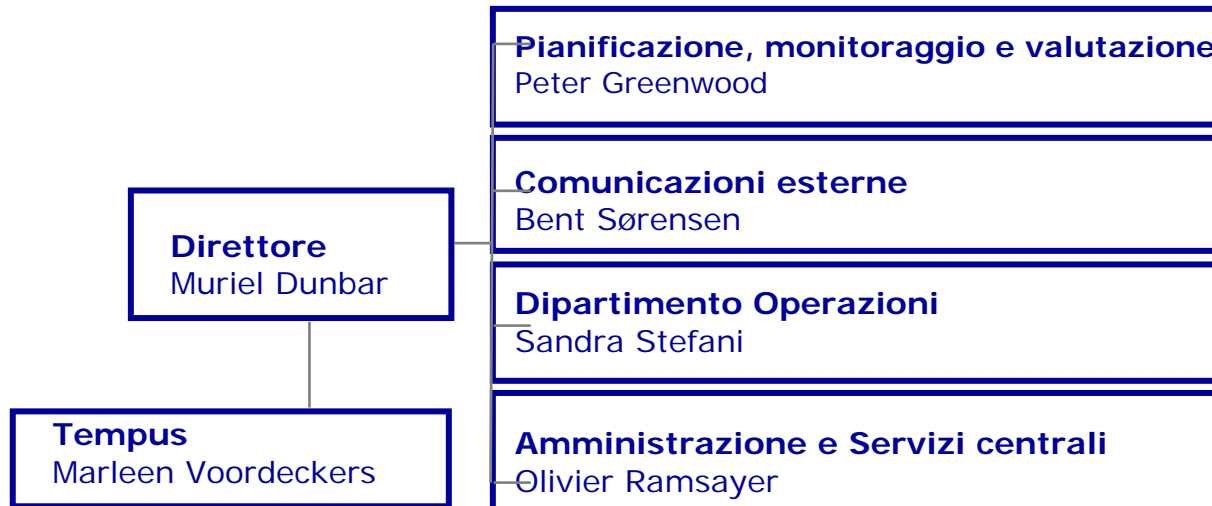 Pianificazione, monitoraggio e valutazione
Peter Greenwood
Comunicazioni esterne
Bent Sørensen
Direttore
Muriel Dunbar
Dipartimento Operazioni
Sandra Stefani
Tempus
Marleen Voordeckers
Amministrazione e Servizi centrali
Olivier Ramsayer